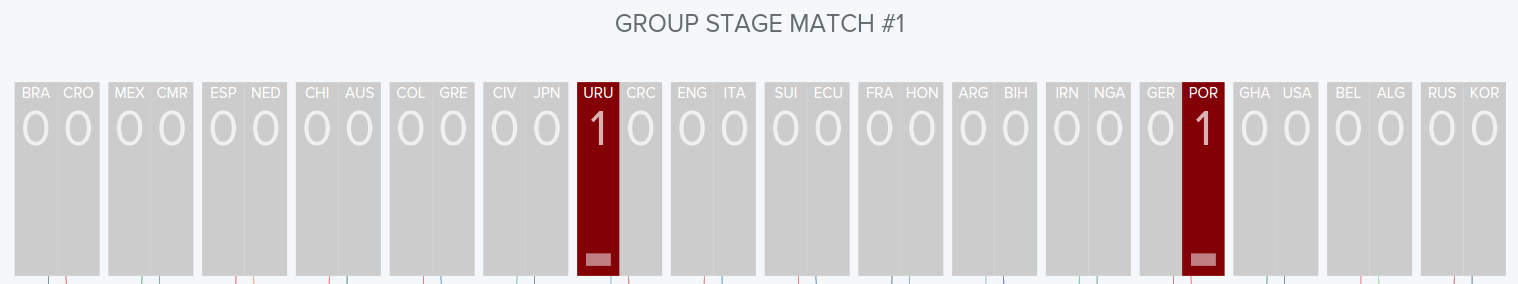 GROUP STAGE MATCH #1
BRA CRO MEX CMR ESP NED CHI AUS COL GRE CIV JPN URU CRC ENG ITA SUI ECU FRA HON ARG BIH IRN NGA GER POR GHA USA BEL ALG RUS KOR
0 0 0 0 0 0 0 0 0 0 0 0 1 0 0 0 0 0 0 0 0 0 0 0 0 1 0 0 0 0 0 0